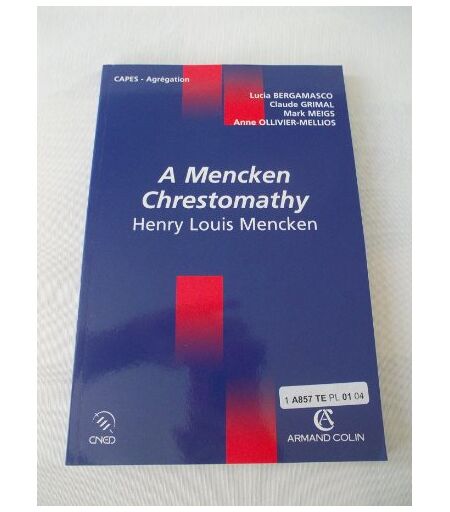 CAPES - Agrégation
Lucia BERGAMASCO
Claude GRIMAL
Mark MEIGS
Anne OLLIVIER-MELLIOS
A Mencken
Chrestomathy
Henry Louis Mencken
1 A857 TE PL 01 04
CNED
AC
ARMAND COLIN